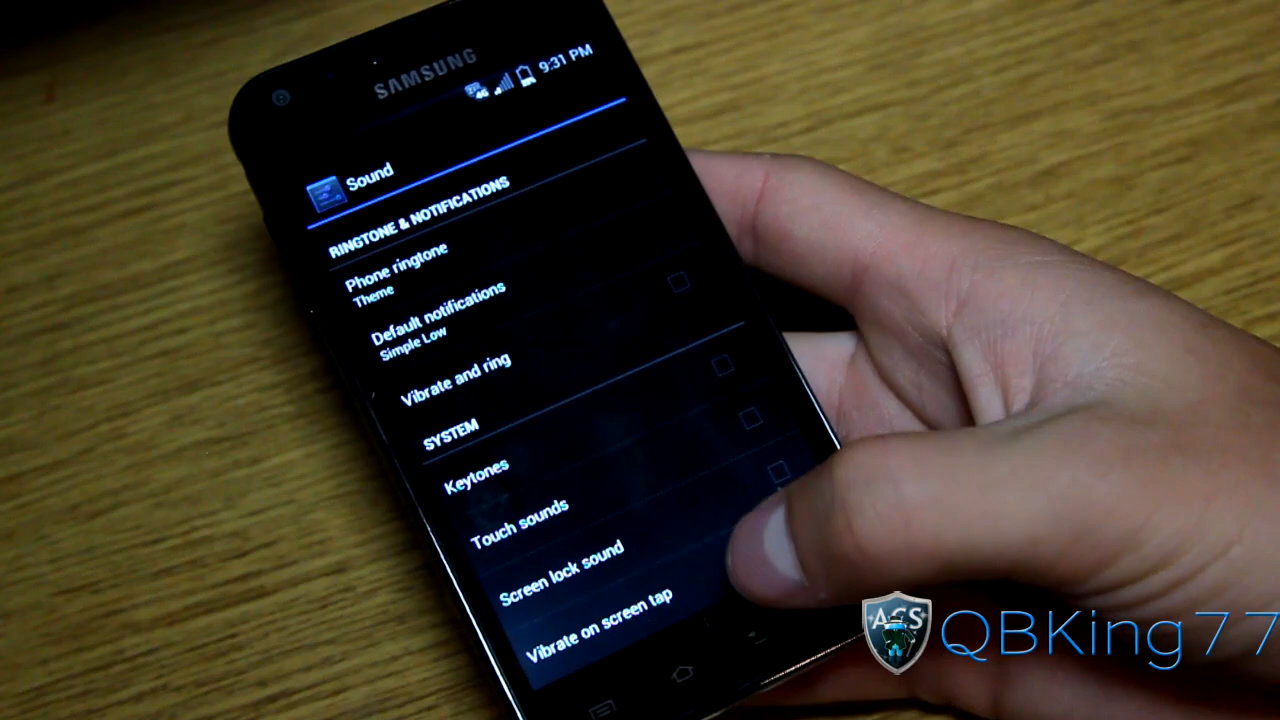 SAMSUNG
4G
9:31 PM
Sound
RINGTONE & NOTIFICATIONS
Phone ringtone
Theme
Default notifications
Simple Low
Vibrate and ring
SYSTEM
Keytones
Touch sounds
Screen lock sound
Vibrate on screen tap
ACS
QBKing77